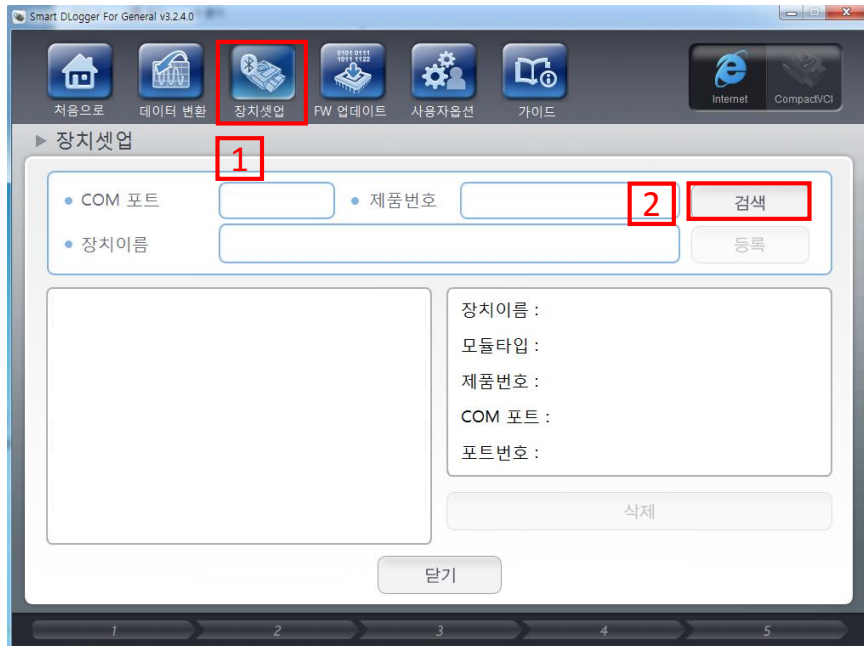 Smart DLogger For General v3.2.4.0
0101 0111
1011 1122
처음으로
데이터 변환
장치셋업
FW 업데이트
사용자옵션
가이드
Internet
CompactVCI
장치셋업
1
COM 포트
제품번호
2
검색
장치이름
등록
장치이름 :
모듈타입 :
제품번호 :
COM 포트 :
포트번호 :
삭제
닫기
1 2 3 4 5